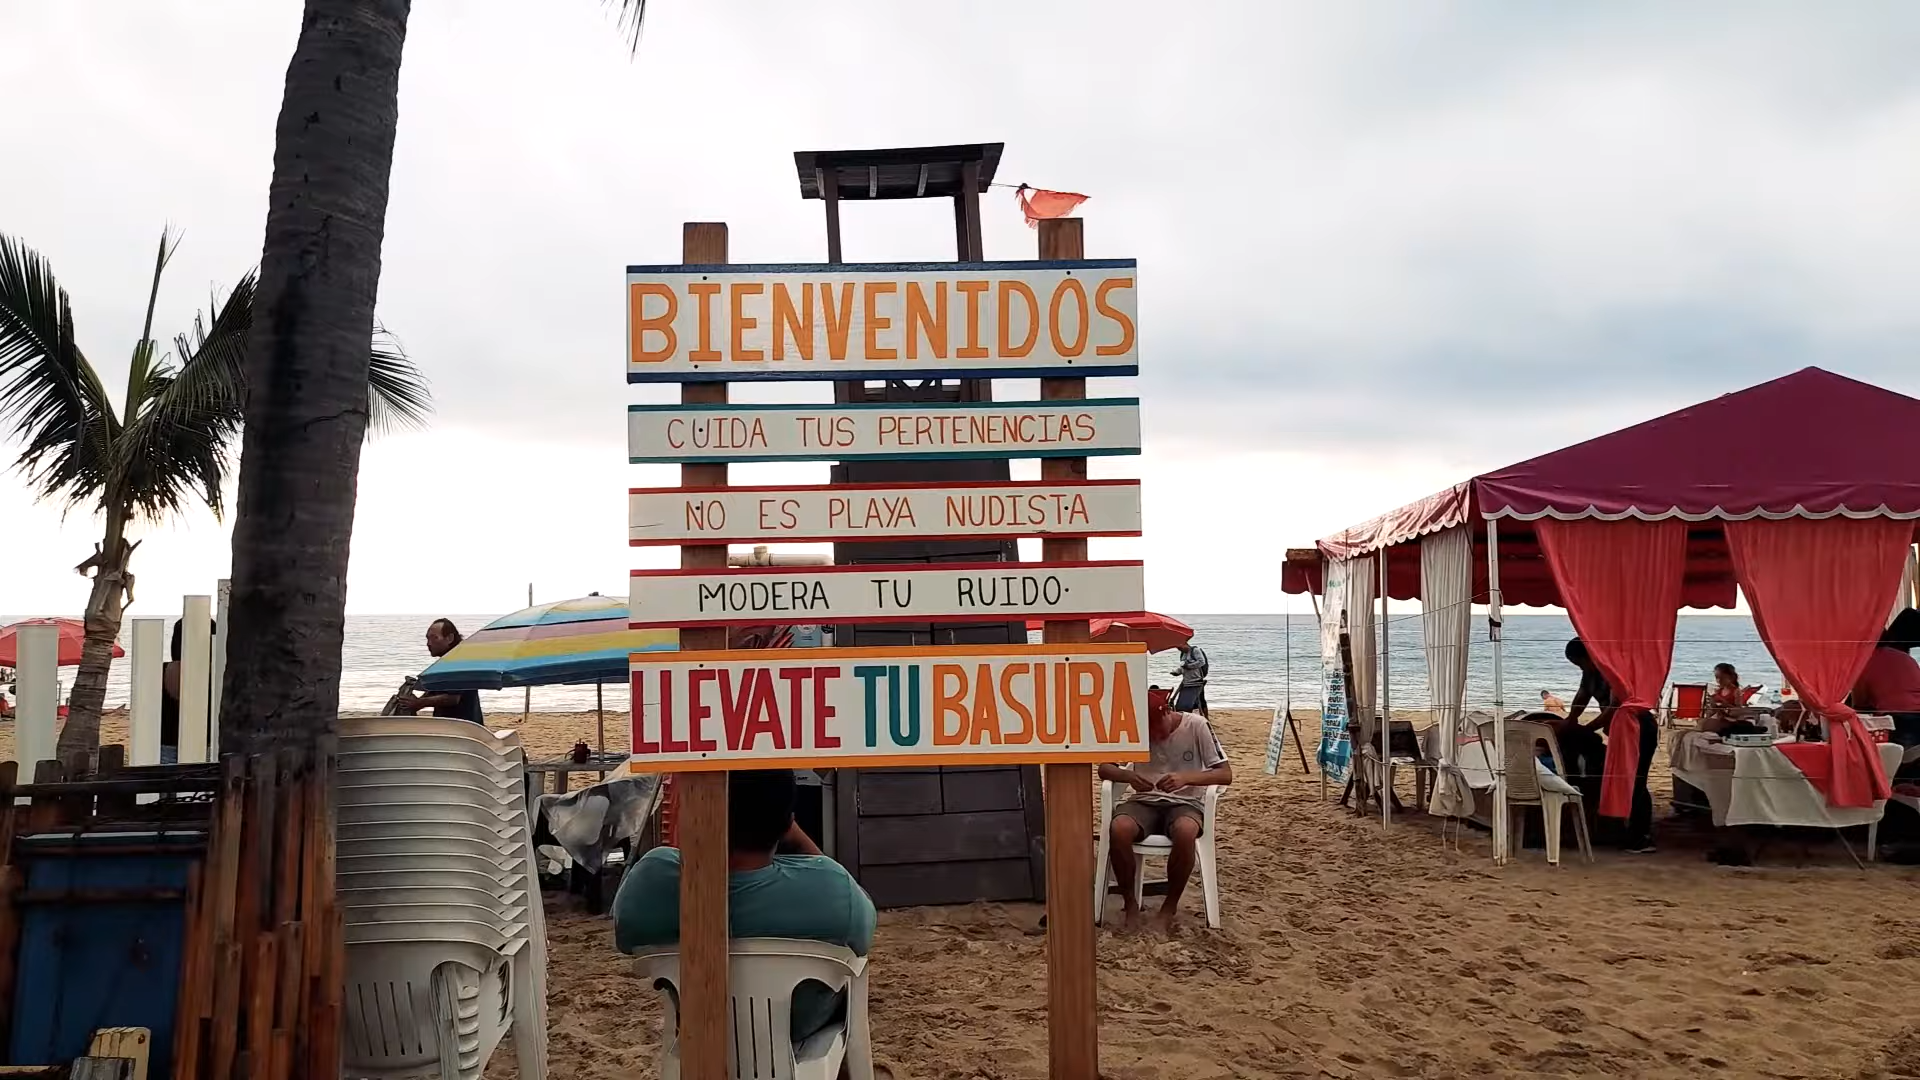 BIENVENIDOS
CUIDA TUS PERTENENCIAS
NO ES PLAYA NUDISTA
MODERA TU RUIDO.
LLEVATE TU BASURA